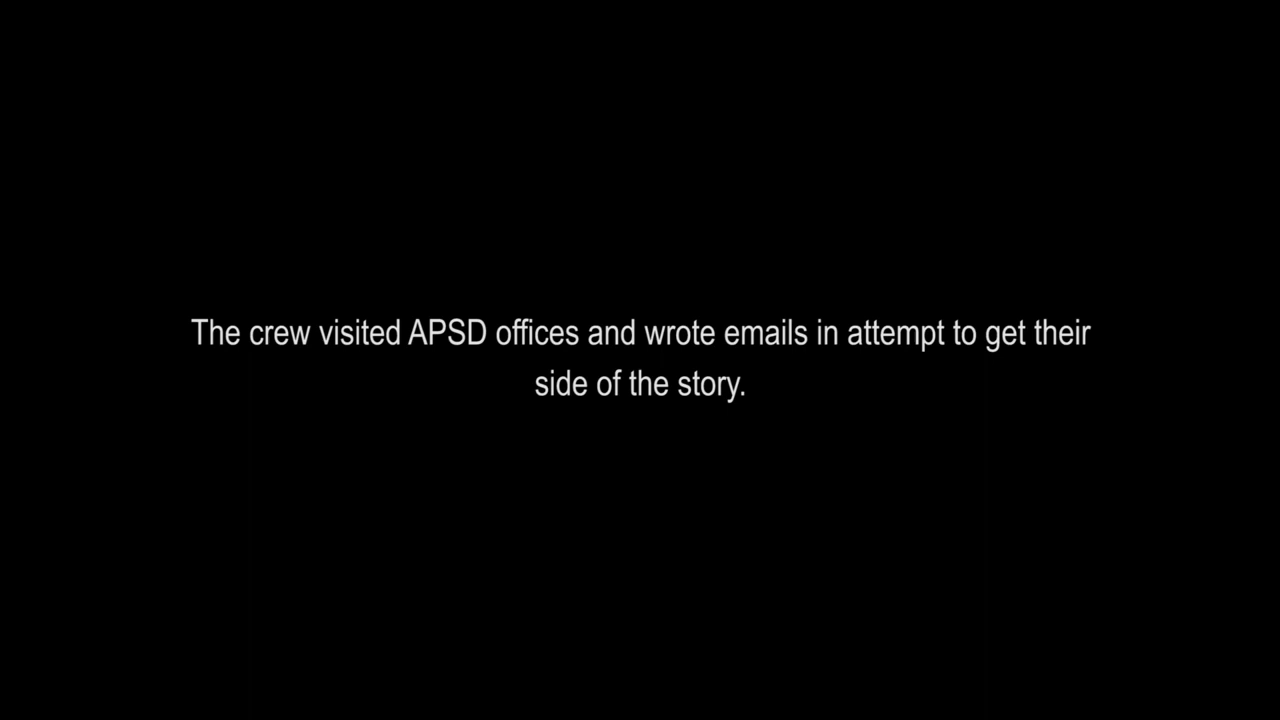 The crew visited APSD offices and wrote emails in attempt to get their
side of the story.